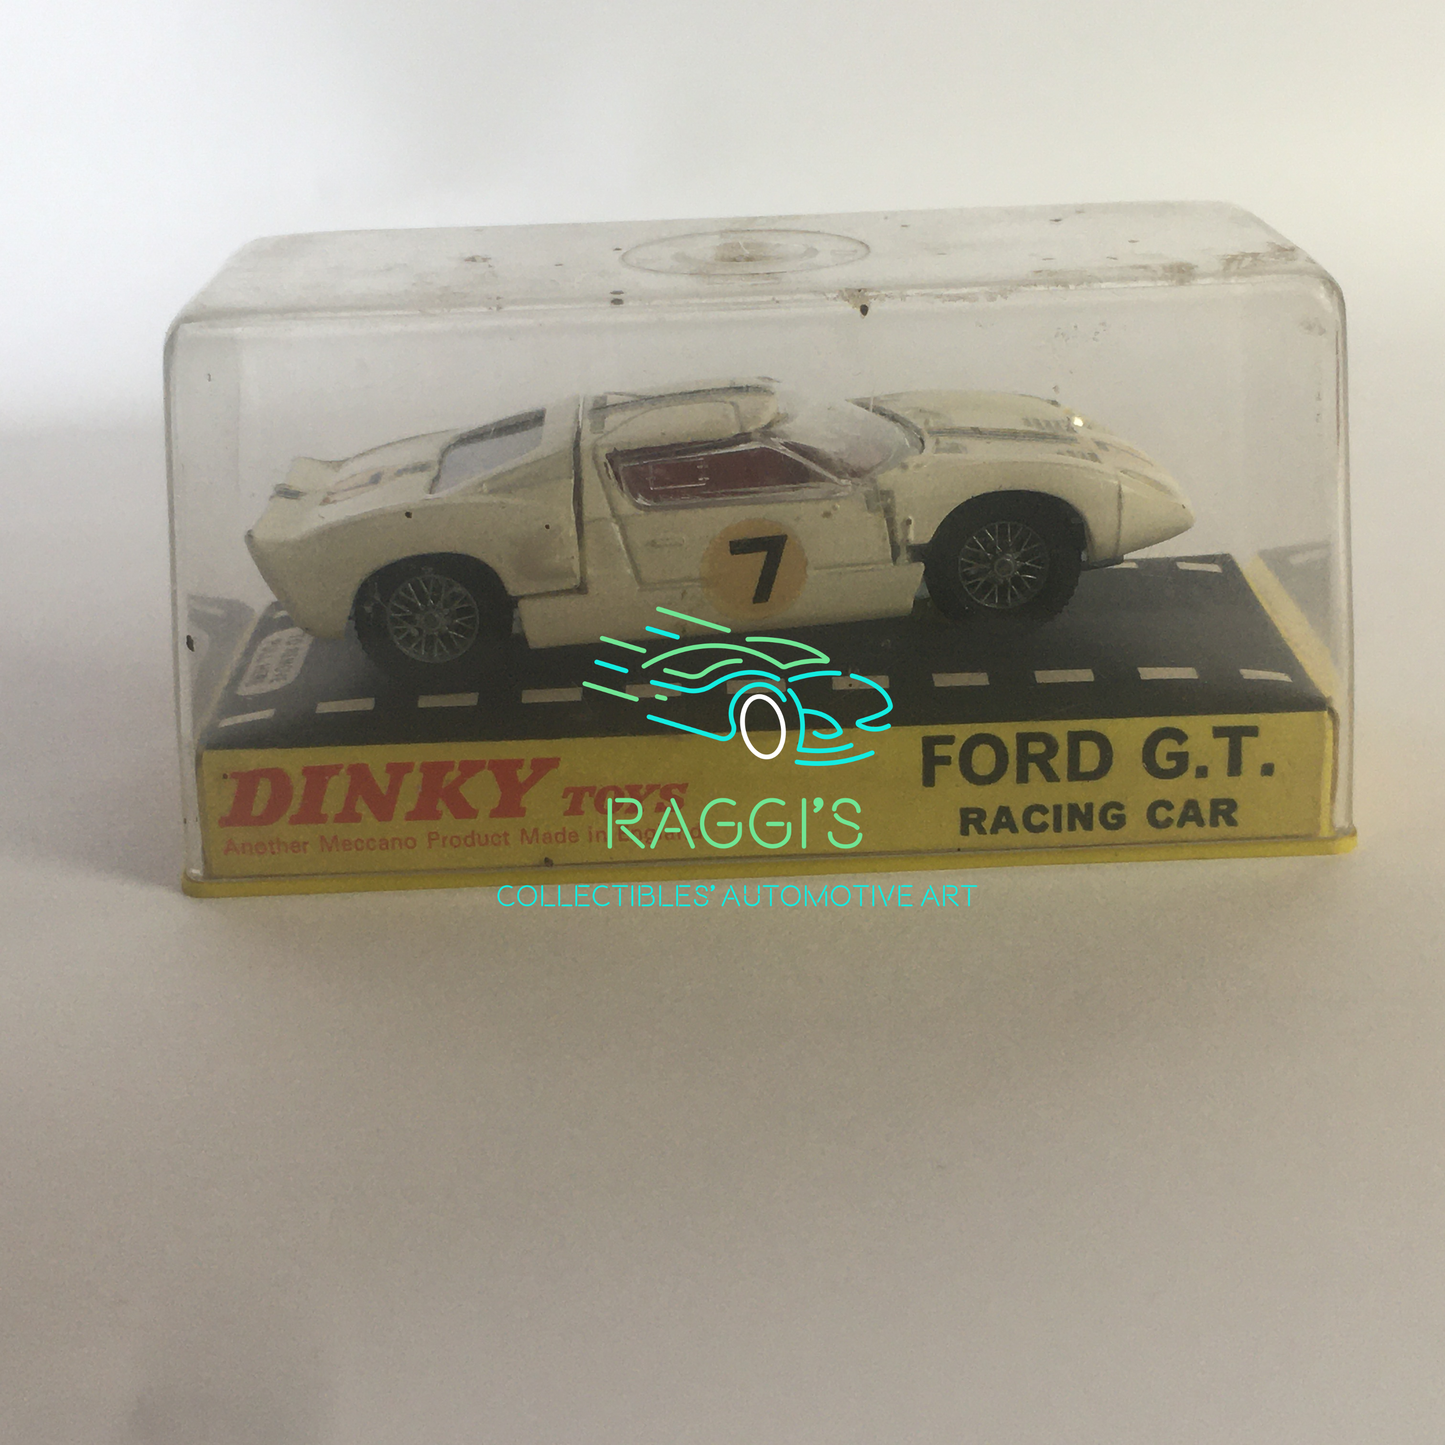 7
DINKY TOYS
Another Meccano Product Made in England
FORD G.T.
RACING CAR
RAGGI'S
COLLECTIBLES' AUTOMOTIVE ART